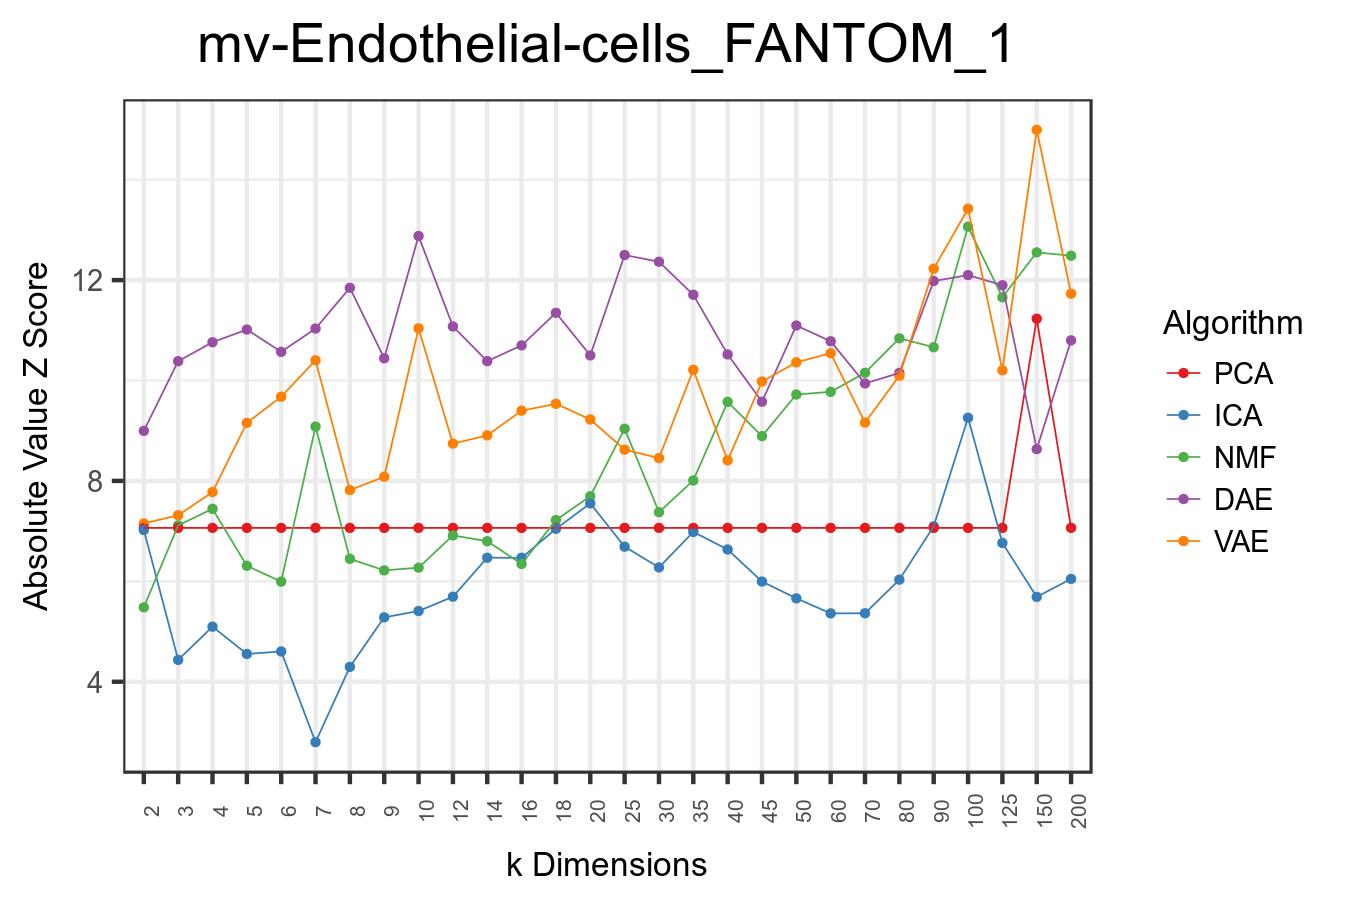 mv-Endothelial-cells_FANTOM_1
Absolute Value Z Score
12
8
4
2 3 4 5 6 7 8 9 10 12 14 16 18 20 25 30 35 40 45 50 60 70 80 90 100 125 150 200
k Dimensions
Algorithm
PCA
ICA
NMF
DAE
VAE